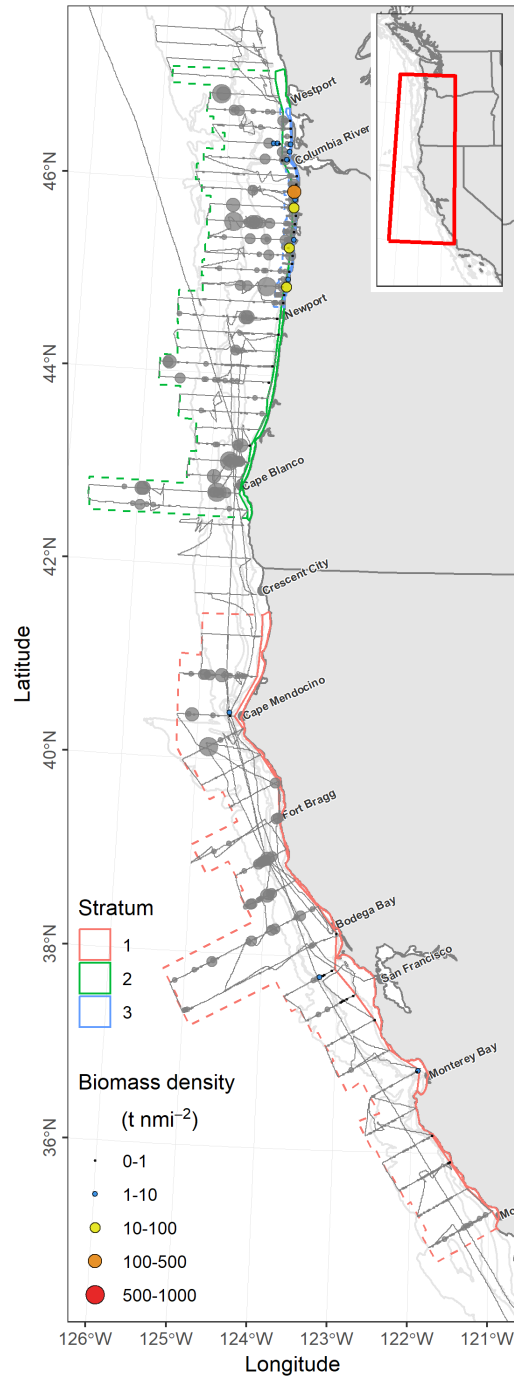 Westport
Columbia River
46°N
Newport
44°N
Cape Blanco
42°N
Crescent City
Latitude
Cape Mendocino
40°N
Fort Bragg
Stratum
1
2
3
Bodega Bay
38°N
San Francisco
Monterey Bay
Biomass density
(t nmi⁻²)
0-1
1-10
10-100
100-500
500-1000
36°N
Mo
126°W 125°W 124°W 123°W 122°W 121°W
Longitude